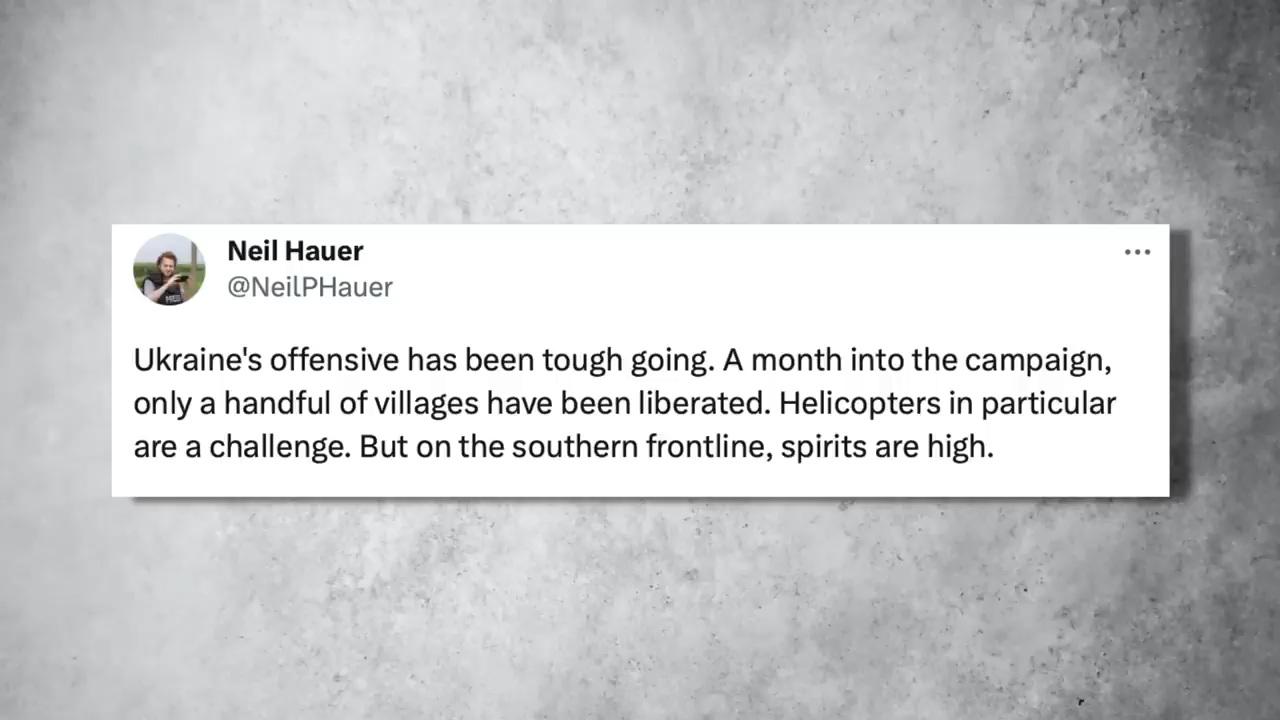 Neil Hauer
@NeilPHauer
Ukraine's offensive has been tough going. A month into the campaign,
only a handful of villages have been liberated. Helicopters in particular
are a challenge. But on the southern frontline, spirits are high.
PRESS